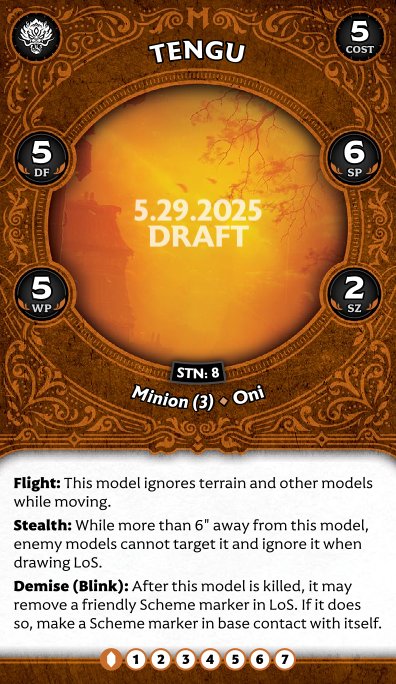 TENGU
5
COST
5
DF
6
SP
5.29.2025
DRAFT
5
WP
2
SZ
STN: 8
Minion (3) ♦ Oni
Flight: This model ignores terrain and other models
while moving.
Stealth: While more than 6" away from this model,
enemy models cannot target it and ignore it when
drawing LoS.
Demise (Blink): After this model is killed, it may
remove a friendly Scheme marker in LoS. If it does
so, make a Scheme marker in base contact with itself.
1 2 3 4 5 6 7